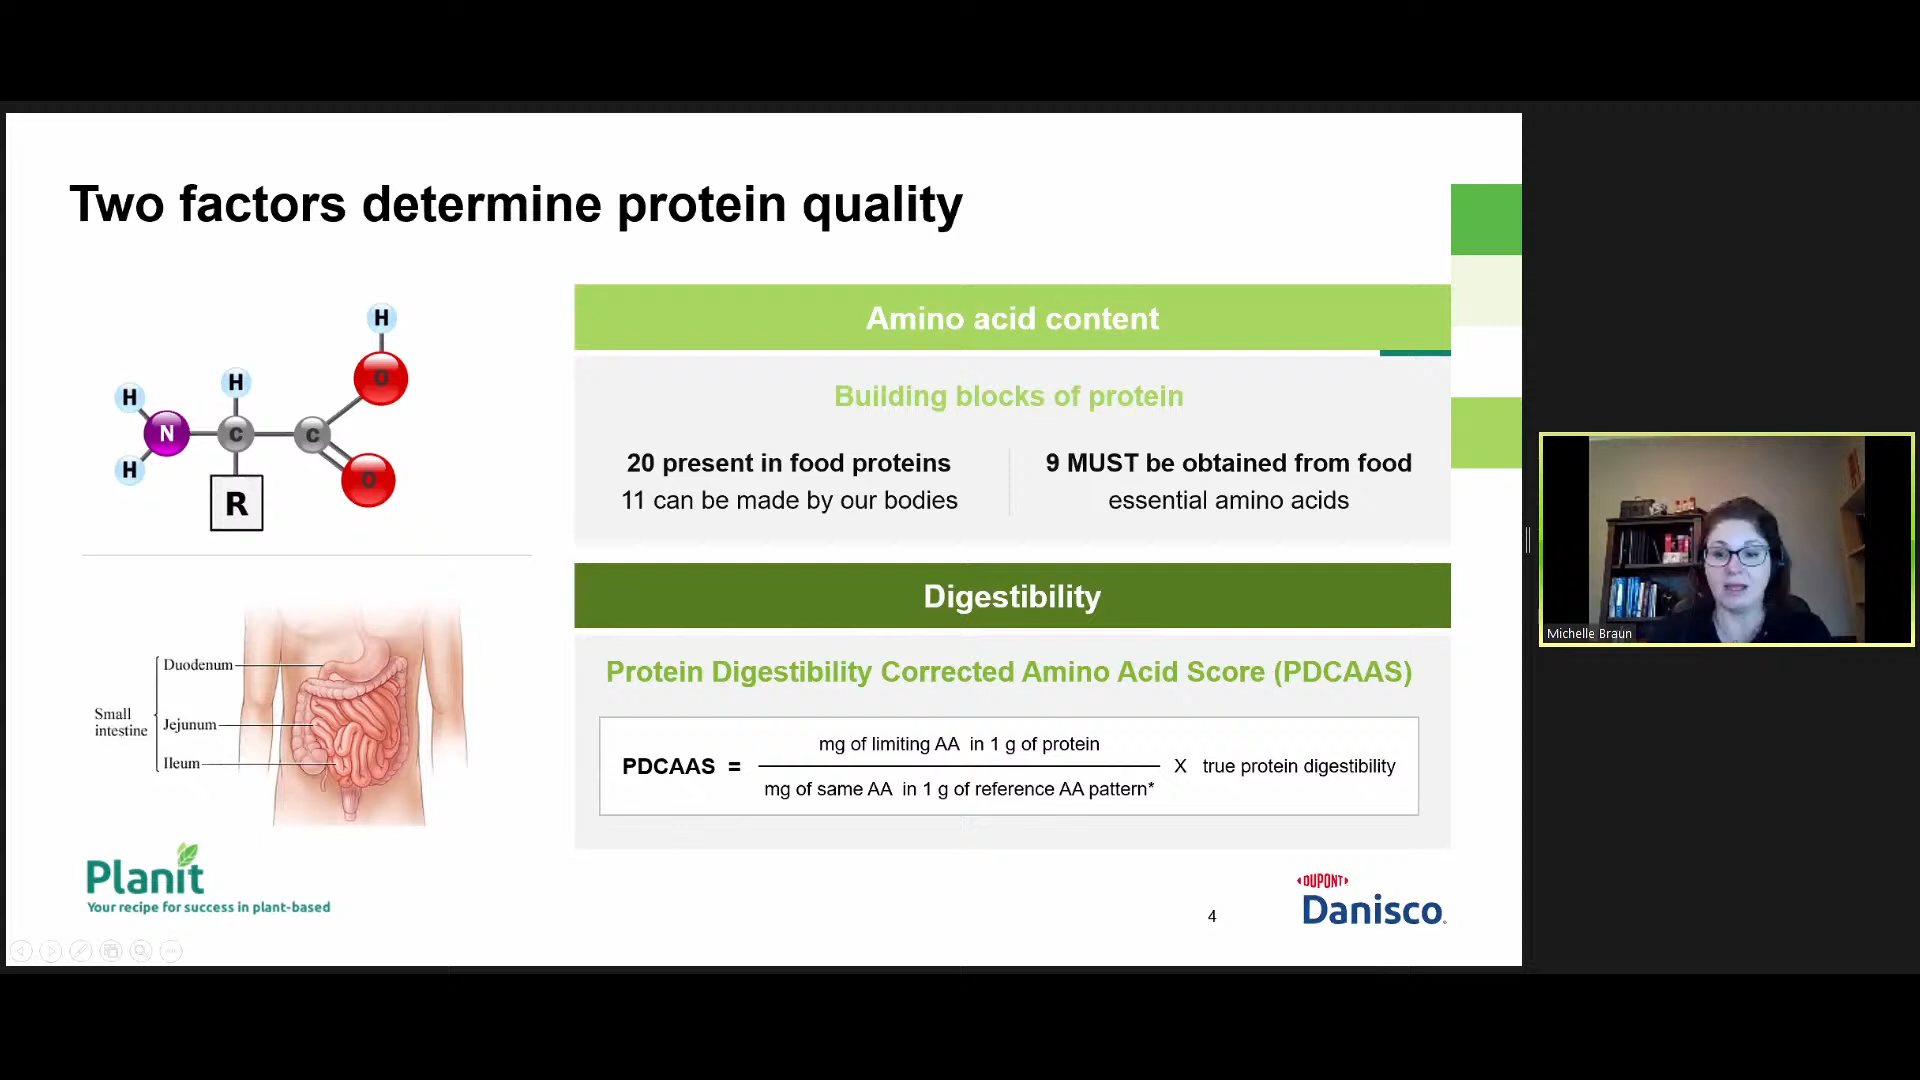 Two factors determine protein quality
H
O
H
H
N
C
C
H
O
R
Amino acid content
Building blocks of protein
20 present in food proteins
11 can be made by our bodies
9 MUST be obtained from food
essential amino acids
Duodenum
Small
intestine
Jejunum
Ileum
Digestibility
Protein Digestibility Corrected Amino Acid Score (PDCAAS)
mg of limiting AA in 1 g of protein
PDCAAS =
X true protein digestibility
mg of same AA in 1 g of reference AA pattern*
Planit
Your recipe for success in plant-based
4
DUPONT
Danisco
Michelle Braun